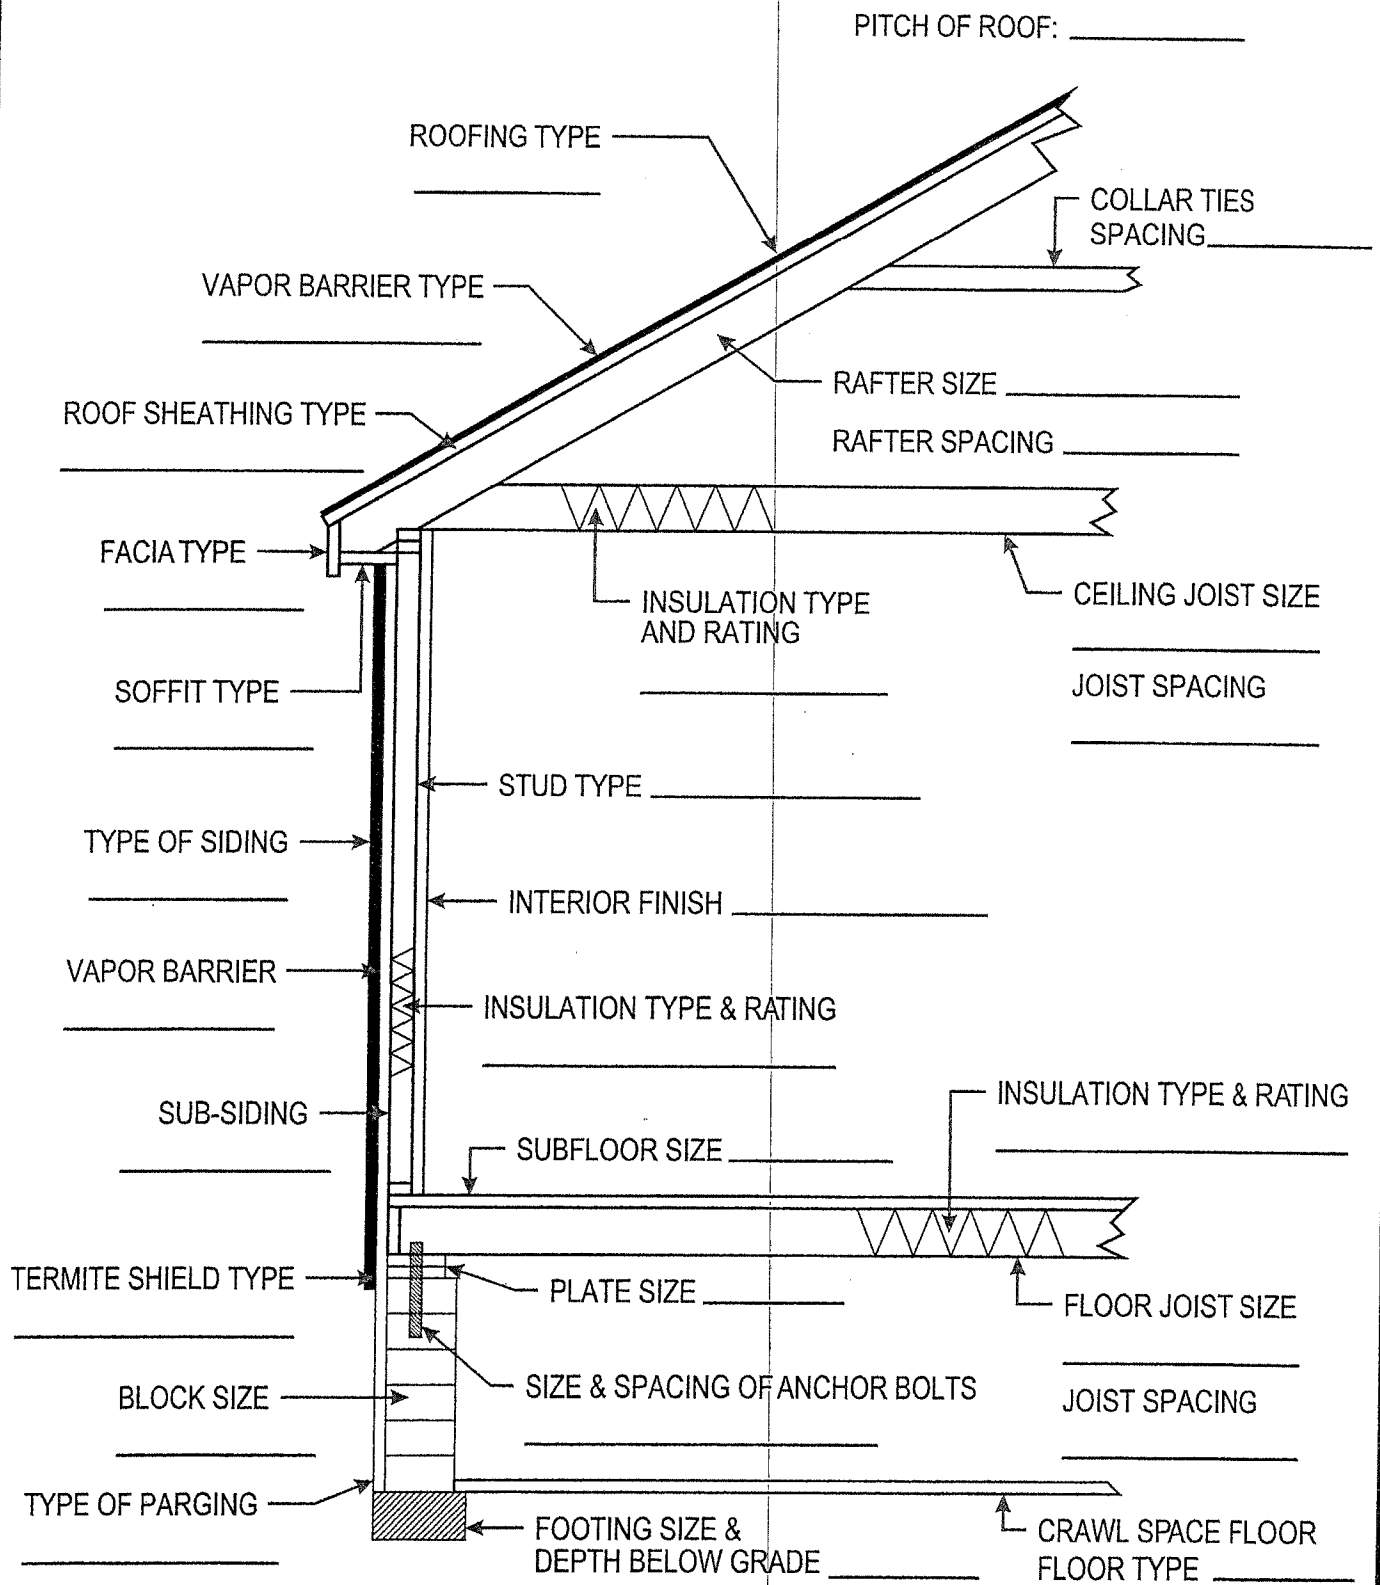 PITCH OF ROOF:
ROOFING TYPE
COLLAR TIES
SPACING
VAPOR BARRIER TYPE
RAFTER SIZE
ROOF SHEATHING TYPE
RAFTER SPACING
FACIA TYPE
INSULATION TYPE
AND RATING
CEILING JOIST SIZE
JOIST SPACING
SOFFIT TYPE
STUD TYPE
TYPE OF SIDING
INTERIOR FINISH
VAPOR BARRIER
INSULATION TYPE & RATING
INSULATION TYPE & RATING
SUB-SIDING
SUBFLOOR SIZE
TERMITE SHIELD TYPE
PLATE SIZE
FLOOR JOIST SIZE
BLOCK SIZE
SIZE & SPACING OF ANCHOR BOLTS
JOIST SPACING
TYPE OF PARGING
FOOTING SIZE &
DEPTH BELOW GRADE
CRAWL SPACE FLOOR
FLOOR TYPE